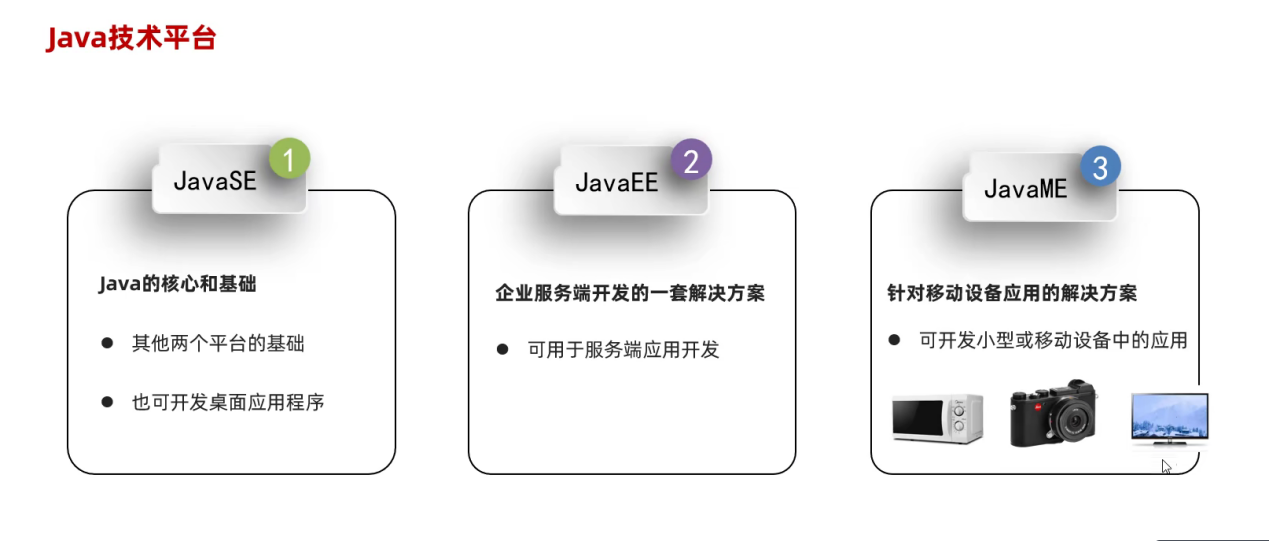 Java技术平台
JavaSE
1
Java的核心和基础
● 其他两个平台的基础
● 也可开发桌面应用程序
JavaEE
2
企业服务端开发的一套解决方案
● 可用于服务端应用开发
JavaME
3
针对移动设备应用的解决方案
● 可开发小型或移动设备中的应用